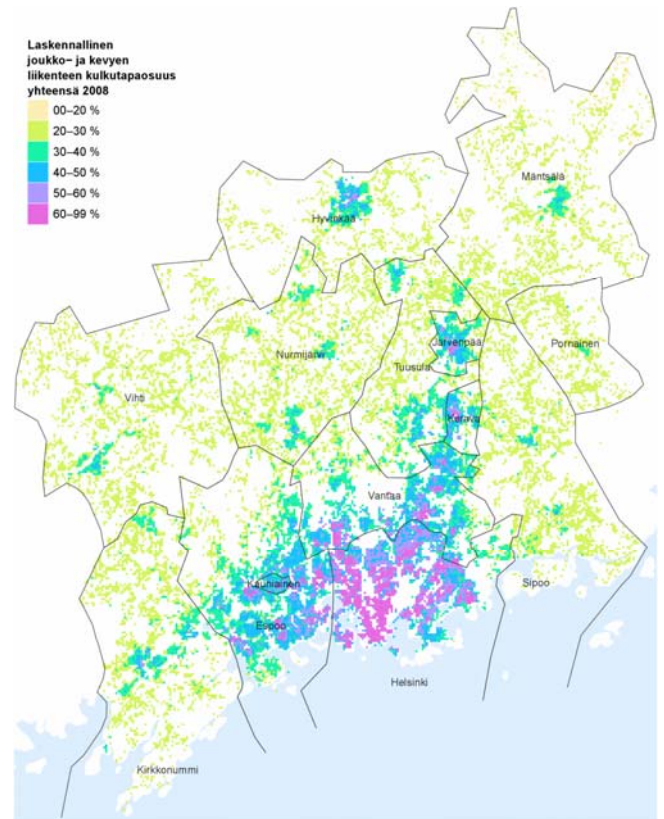 Laskennallinen
joukko− ja kevyen
liikenteen kulkutapaosuus
yhteensä 2008
00–20 %
20–30 %
30–40 %
40–50 %
50–60 %
60–99 %
Mäntsälä
Hyvinkää
Järvenpää
Pornainen
Nurmijärvi
Tuusula
Vihti
Kerava
Vantaa
Kauniainen
Sipoo
Espoo
Helsinki
Kirkkonummi